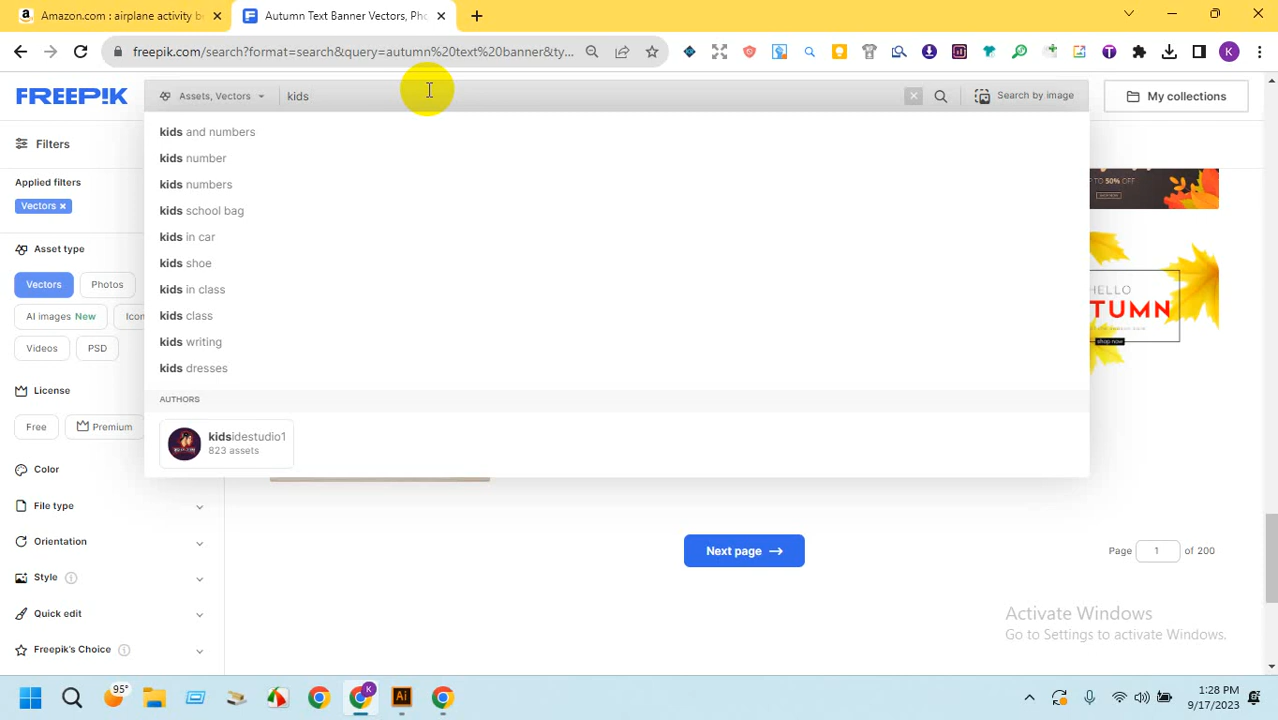 Amazon.com : airplane activity b
Autumn Text Banner Vectors, Pho
freepik.com/search?format=search&query=autumn%20text%20banner&ty...
K
FREEPIK
Assets, Vectors
kids
Search by image
My collections
Filters
Applied filters
Vectors
Asset type
Vectors
Photos
AI images New
Icon
Videos
PSD
License
Free
Premium
Color
File type
Orientation
Style
Quick edit
Freepik's Choice
kids and numbers
kids number
kids numbers
kids school bag
kids in car
kids shoe
kids in class
kids class
kids writing
kids dresses
AUTHORS
kidsidestudio1
823 assets
P TO 50% OFF
HELLO
TUMN
shop now
Next page
Page 1 of 200
Activate Windows
Go to Settings to activate Windows.
95°
K
Ai
1:28 PM
9/17/2023